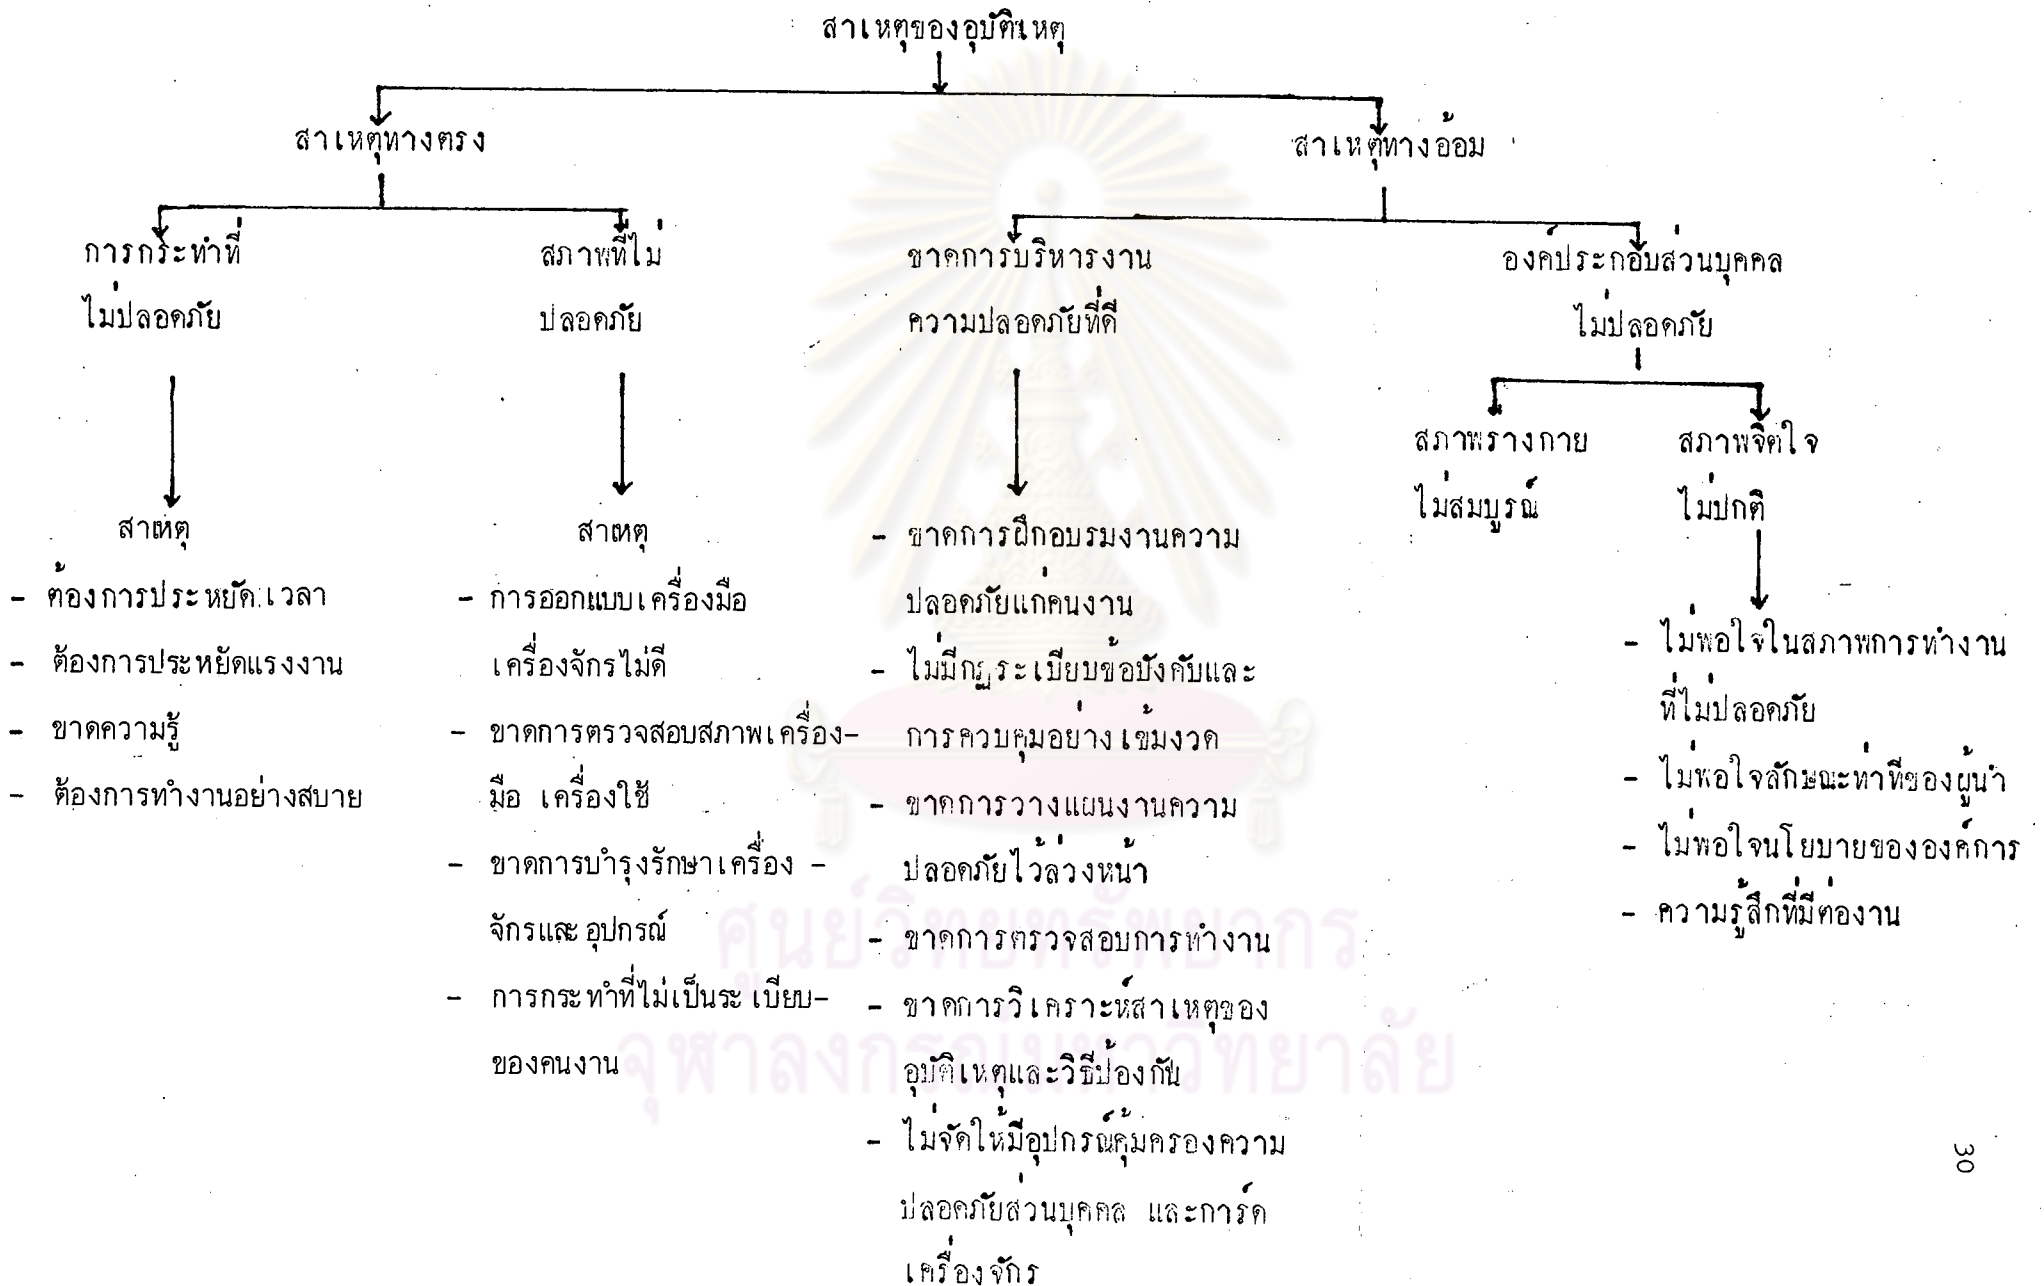 สาเหตุของอุบัติเหตุ
สาเหตุทางตรง
สาเหตุทางอ้อม
การกระทำที่
ไม่ปลอดภัย
สภาพที่ไม่
ปลอดภัย
ขาดการบริหารงาน
ความปลอดภัยที่ดี
องค์ประกอบส่วนบุคคล
ไม่ปลอดภัย
สภาพร่างกาย
ไม่สมบูรณ์
สภาพจิตใจ
ไม่ปกติ
สาเหตุ
- ต้องการประหยัดเวลา
- ต้องการประหยัดแรงงาน
- ขาดความรู้
- ต้องการทำงานอย่างสบาย
สาเหตุ
- การออกแบบเครื่องมือ
เครื่องจักรไม่ดี
- ขาดการตรวจสอบสภาพเครื่อง-
มือ เครื่องใช้
- ขาดการบำรุงรักษาเครื่อง -
จักรและอุปกรณ์
- การกระทำที่ไม่เป็นระเบียบ-
ของคนงาน
- ขาดการฝึกอบรมงานความ
ปลอดภัยแก่คนงาน
- ไม่มีกฎระเบียบข้อบังคับและ
การควบคุมอย่างเข้มงวด
- ขาดการวางแผนงานความ
ปลอดภัยไว้ล่วงหน้า
- ขาดการตรวจสอบการทำงาน
- ขาดการวิเคราะห์สาเหตุของ
อุบัติเหตุและวิธีป้องกัน
- ไม่จัดให้มีอุปกรณ์คุ้มครองความ
ปลอดภัยส่วนบุคคล และการ์ด
เครื่องจักร
- ไม่พอใจในสภาพการทำงาน
ที่ไม่ปลอดภัย
- ไม่พอใจลักษณะท่าทีของผู้นำ
- ไม่พอใจนโยบายขององค์การ
- ความรู้สึกที่มีต่องาน
ศูนย์วิทยทรัพยากร
จุฬาลงกรณ์มหาวิทยาลัย
30